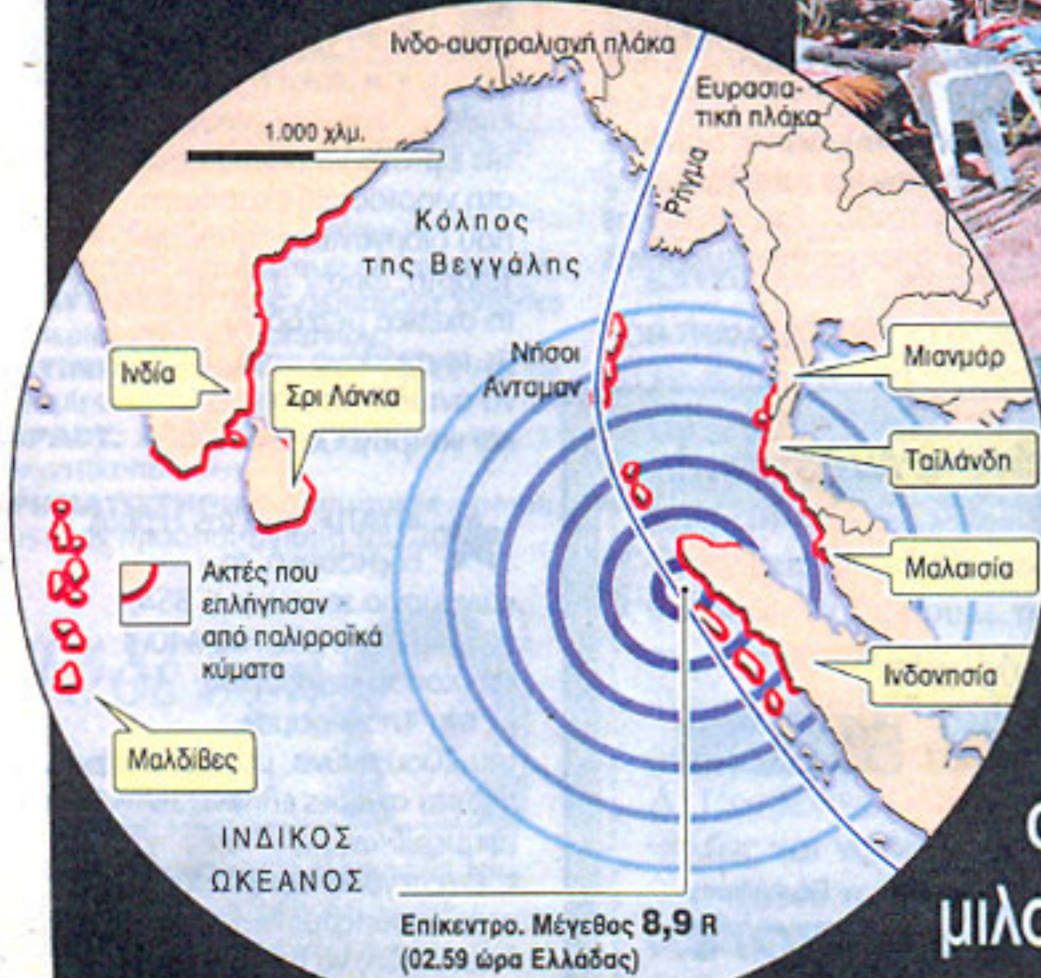 Ινδο-αυστραλιανή πλάκα
Ευρασια-
τική πλάκα
1.000 χλμ.
Ρήγμα
Κόλπος
της Βεγγάλης
Νήσοι
Ανταμαν
Μιανμάρ
Ινδία
Σρι Λάνκα
Ταϊλάνδη
Ακτές που
επλήγησαν
από παλιρροϊκά
κύματα
Μαλαισία
Ινδονησία
Μαλδίβες
ΙΝΔΙΚΟΣ
ΩΚΕΑΝΟΣ
Επίκεντρο. Μέγεθος 8,9 R
(02.59 ώρα Ελλάδας)